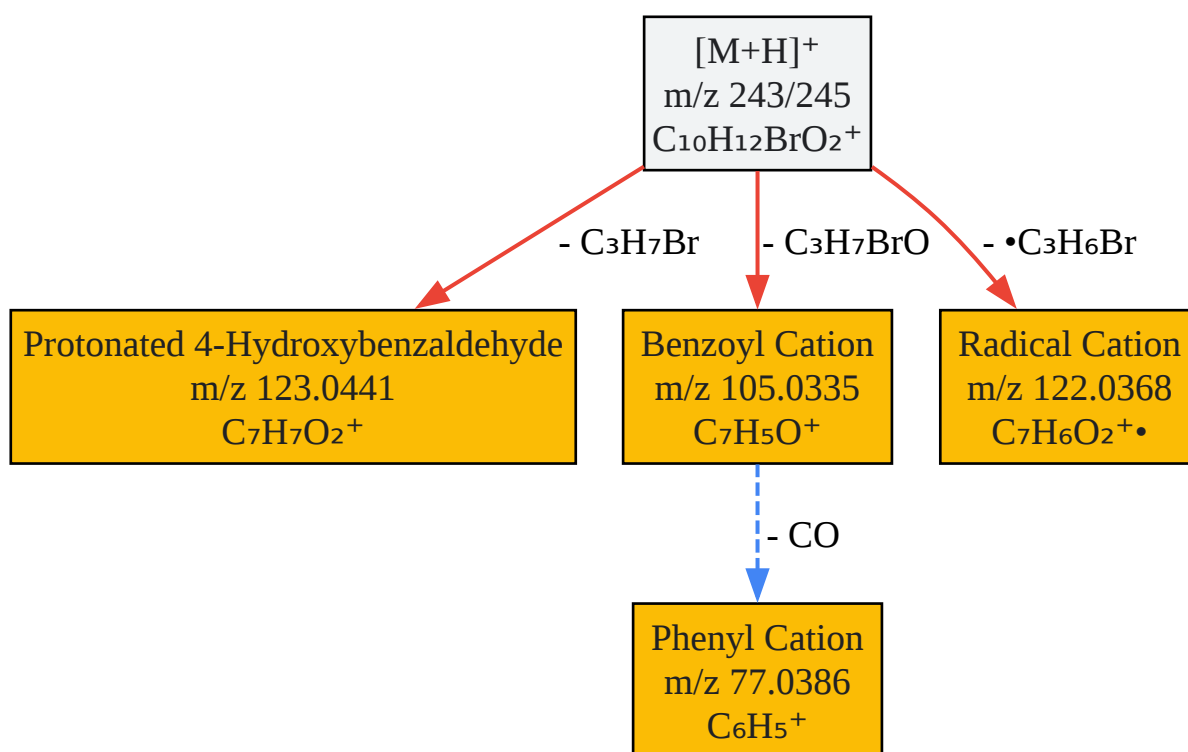 [M+H]⁺
m/z 243/245
C₁₀H₁₂BrO₂⁺
- C₃H₇Br
- C₃H₇BrO
- •C₃H₆Br
Protonated 4-Hydroxybenzaldehyde
m/z 123.0441
C₇H₇O₂⁺
Benzoyl Cation
m/z 105.0335
C₇H₅O⁺
Radical Cation
m/z 122.0368
C₇H₆O₂⁺•
- CO
Phenyl Cation
m/z 77.0386
C₆H₅⁺